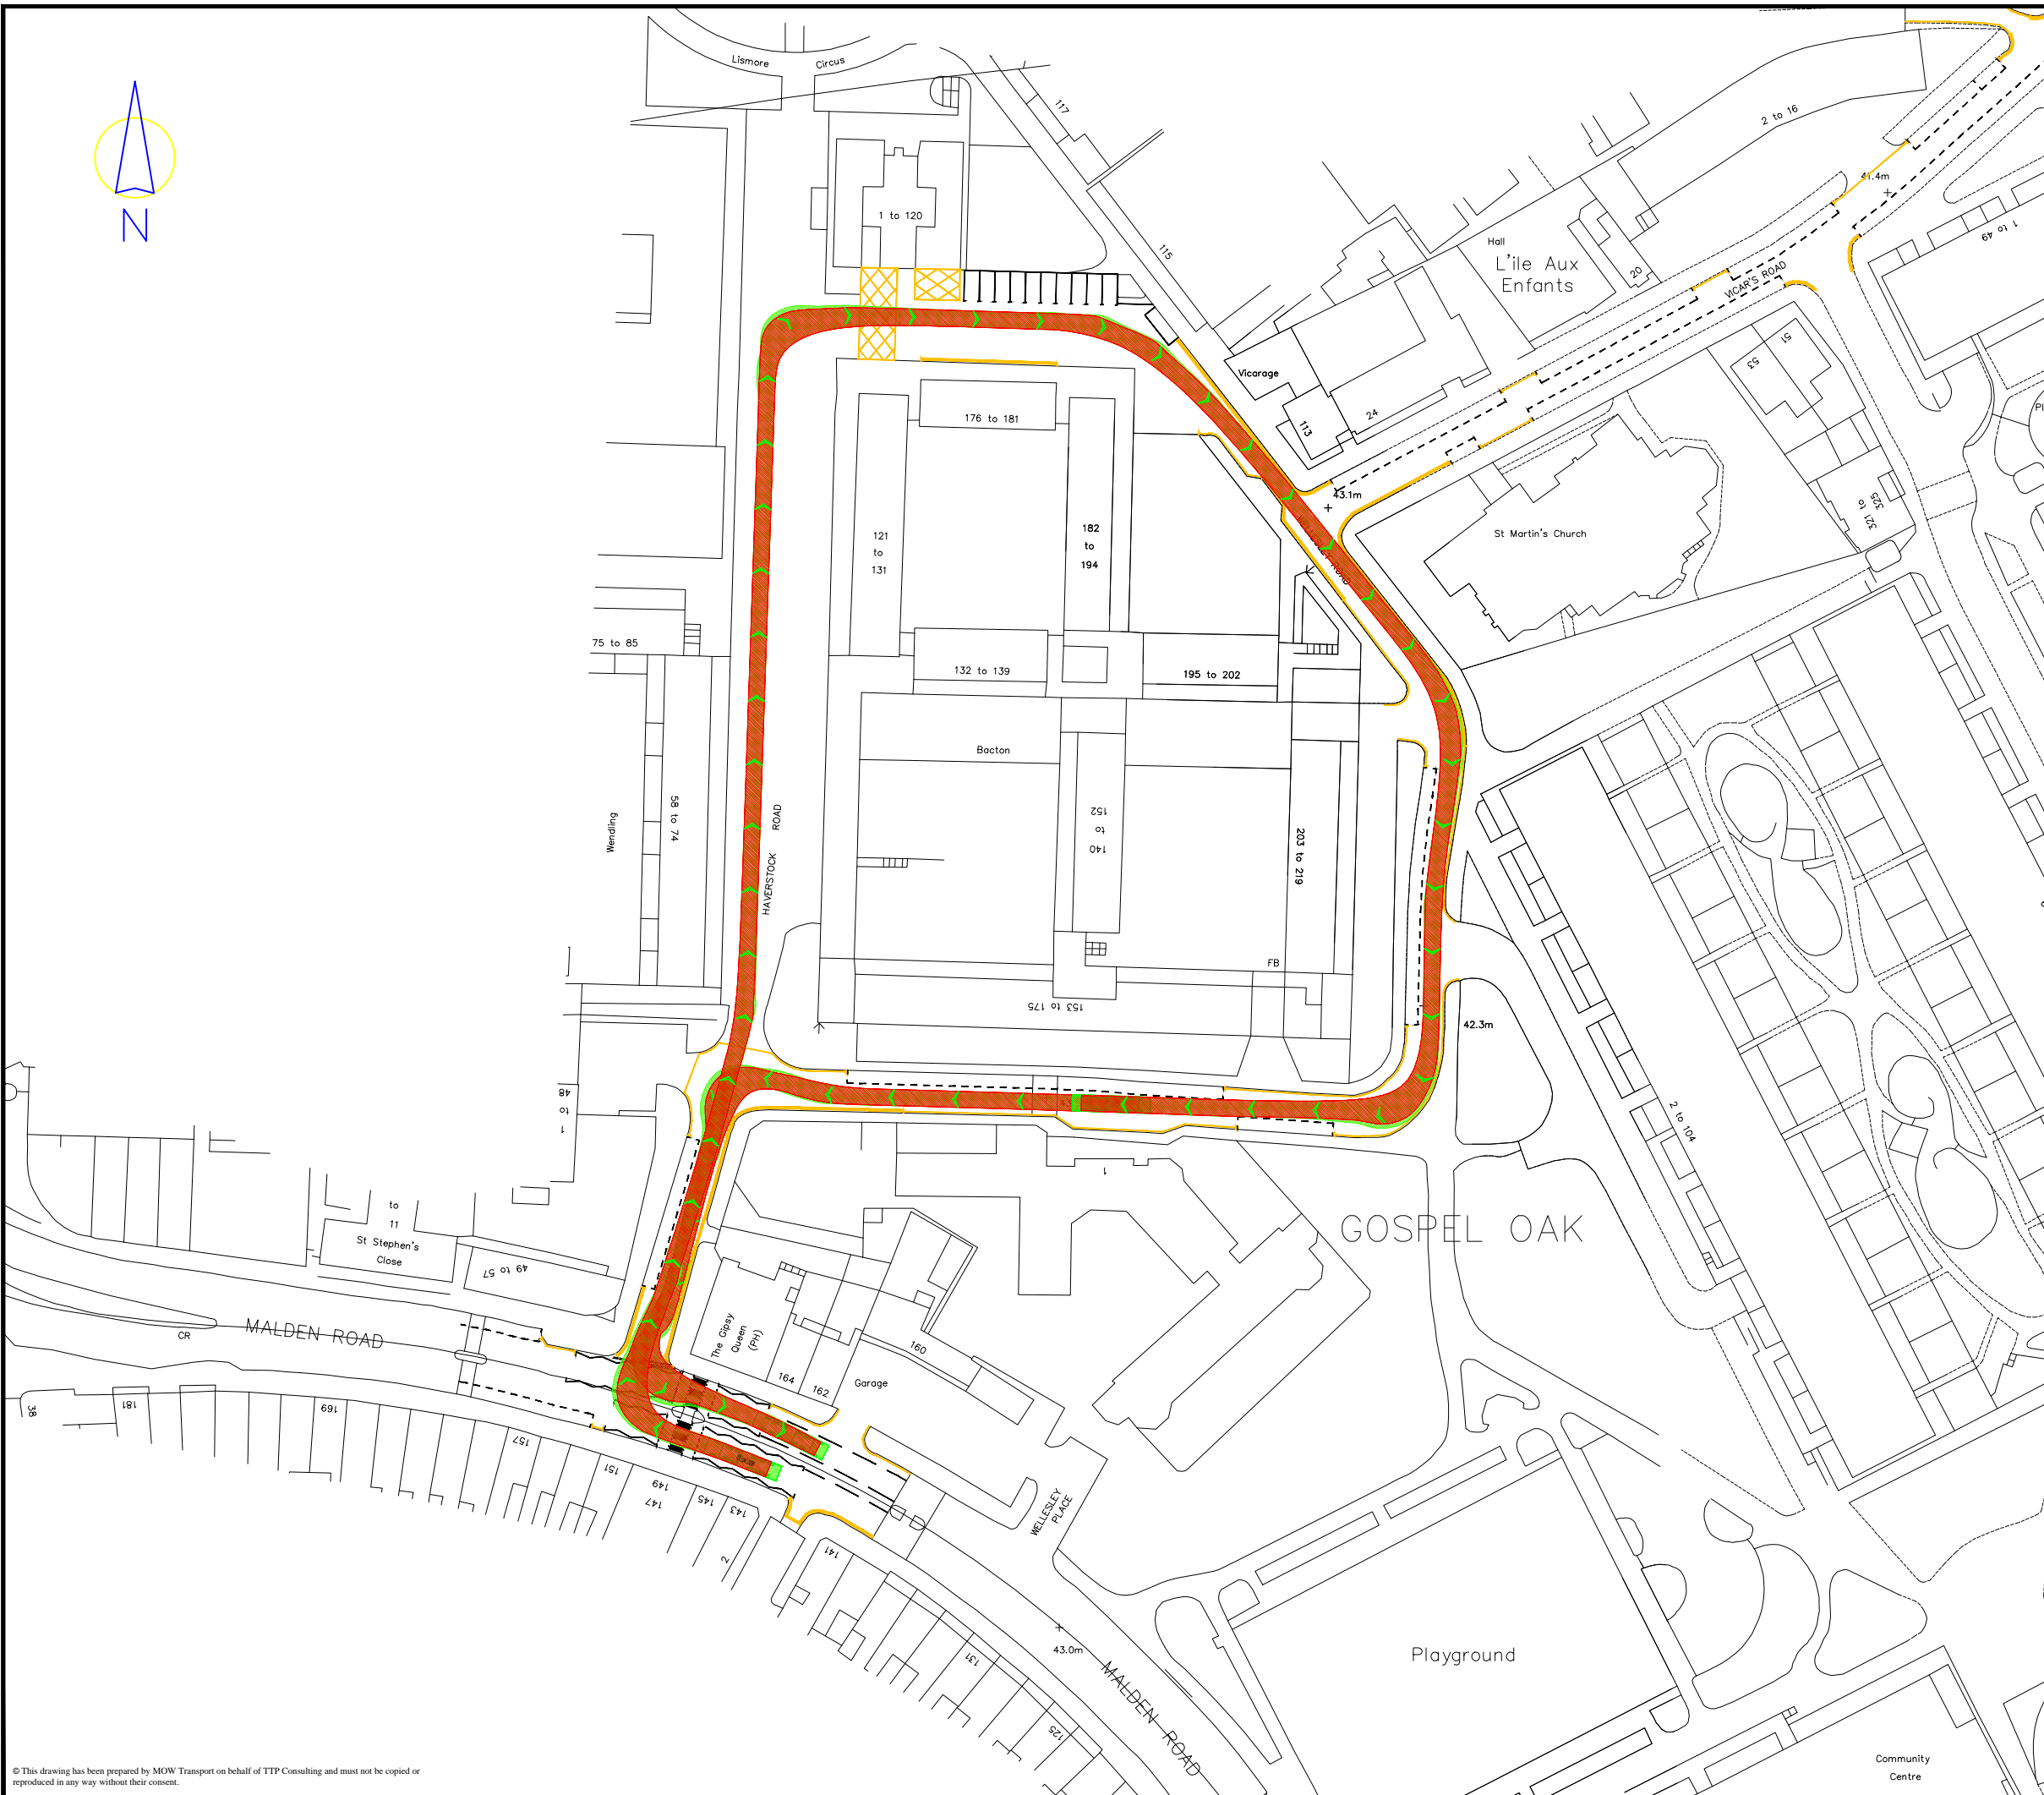 Lismore Circus
117
2 to 16
N
41.4m
1 to 120
115
Hall
L'ile Aux
Enfants
20
VICAR'S ROAD
1 to 49
51
53
Vicarage
113
24
176 to 181
43.1m
121
to
131
182
to
194
St Martin's Church
321 to
325
75 to 85
132 to 139
195 to 202
Bacton
Wendling
58 to 74
HAVERSTOCK ROAD
152
to
140
203 to 219
FB
153 to 175
42.3m
48
to
1
1
2 to 104
to
11
St Stephen's
Close
49 to 57
GOSPEL OAK
MALDEN ROAD
CR
The Gipsy
Queen
(PH)
164
162
160
Garage
38
181
169
157
151
149
147
145
143
2
141
WELLESLEY
PLACE
43.0m
131
125
MALDEN ROAD
Playground
Community
Centre
© This drawing has been prepared by MOW Transport on behalf of TTP Consulting and must not be copied or
reproduced in any way without their consent.